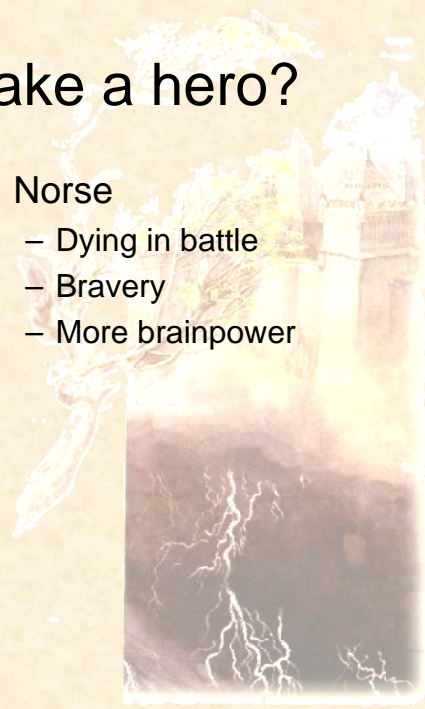 ake a hero?
Norse
– Dying in battle
– Bravery
– More brainpower